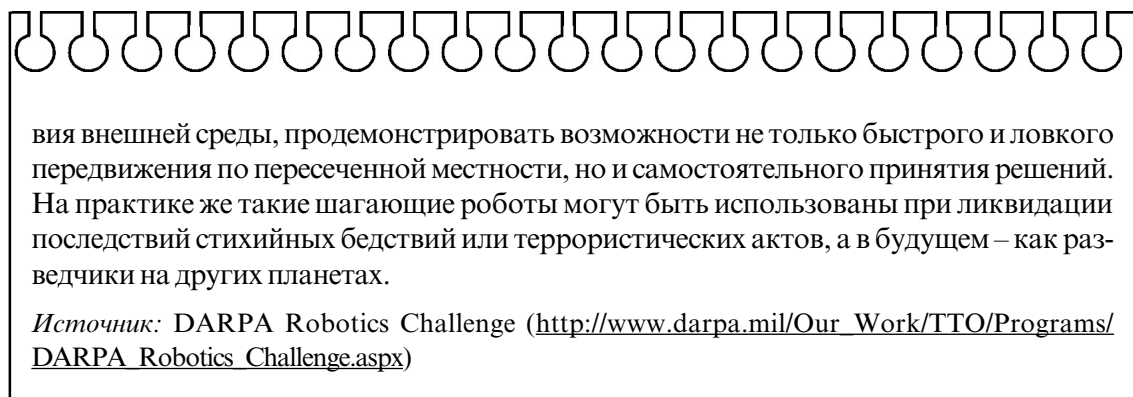 вия внешней среды, продемонстрировать возможности не только быстрого и ловкого
передвижения по пересеченной местности, но и самостоятельного принятия решений.
На практике же такие шагающие роботы могут быть использованы при ликвидации
последствий стихийных бедствий или террористических актов, а в будущем – как раз-
ведчики на других планетах.
Источник: DARPA Robotics Challenge (http://www.darpa.mil/Our_Work/TTO/Programs/
DARPA_Robotics_Challenge.aspx)